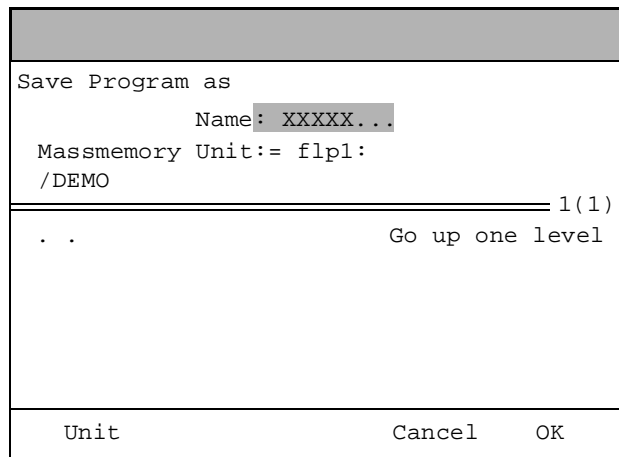 Save Program as
Name: XXXXX...
Massmemory Unit:= flp1:
/DEMO
1(1)
. . Go up one level
Unit Cancel OK